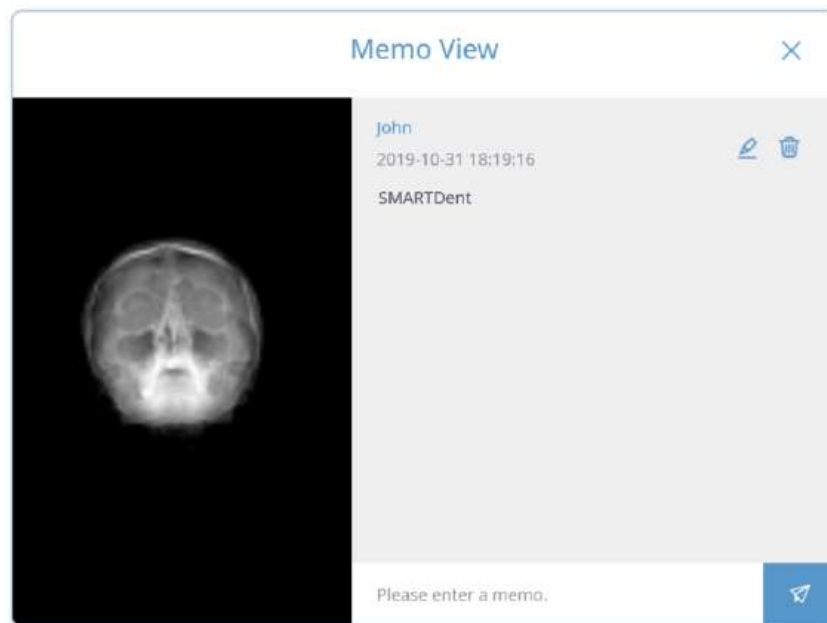 Memo View
John
2019-10-31 18:19:16
SMARTDent
Please enter a memo.